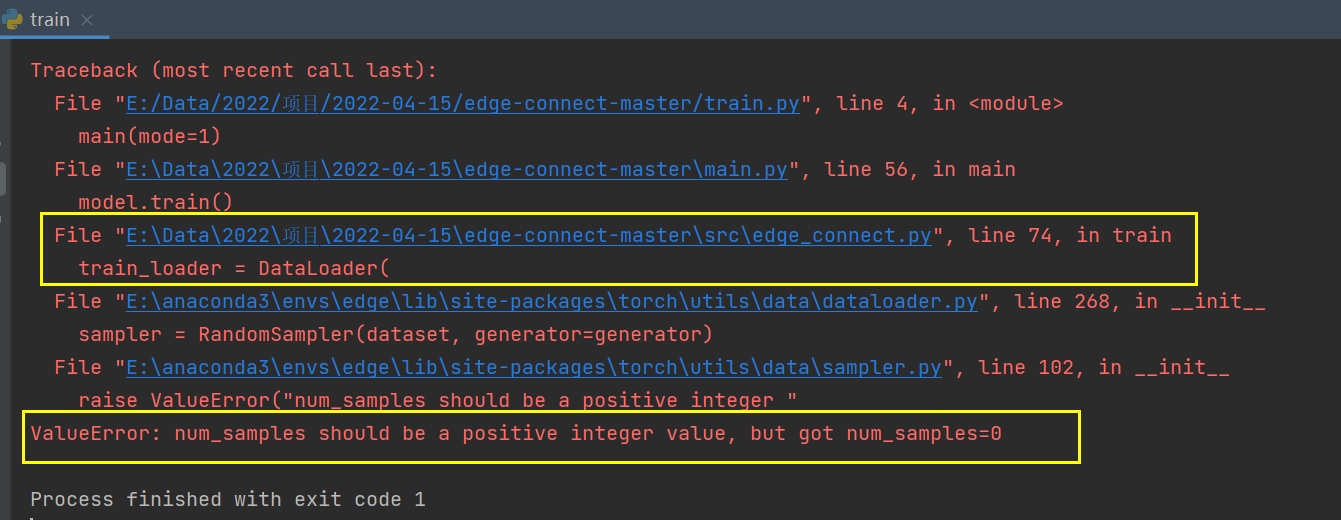 train
Traceback (most recent call last):
File "E:/Data/2022/项目/2022-04-15/edge-connect-master/train.py", line 4, in <module>
main(mode=1)
File "E:\Data\2022\项目\2022-04-15\edge-connect-master\main.py", line 56, in main
model.train()
File "E:\Data\2022\项目\2022-04-15\edge-connect-master\src\edge_connect.py", line 74, in train
train_loader = DataLoader(
File "E:\anaconda3\envs\edge\lib\site-packages\torch\utils\data\dataloader.py", line 268, in __init__
sampler = RandomSampler(dataset, generator=generator)
File "E:\anaconda3\envs\edge\lib\site-packages\torch\utils\data\sampler.py", line 102, in __init__
raise ValueError("num_samples should be a positive integer "
ValueError: num_samples should be a positive integer value, but got num_samples=0
Process finished with exit code 1